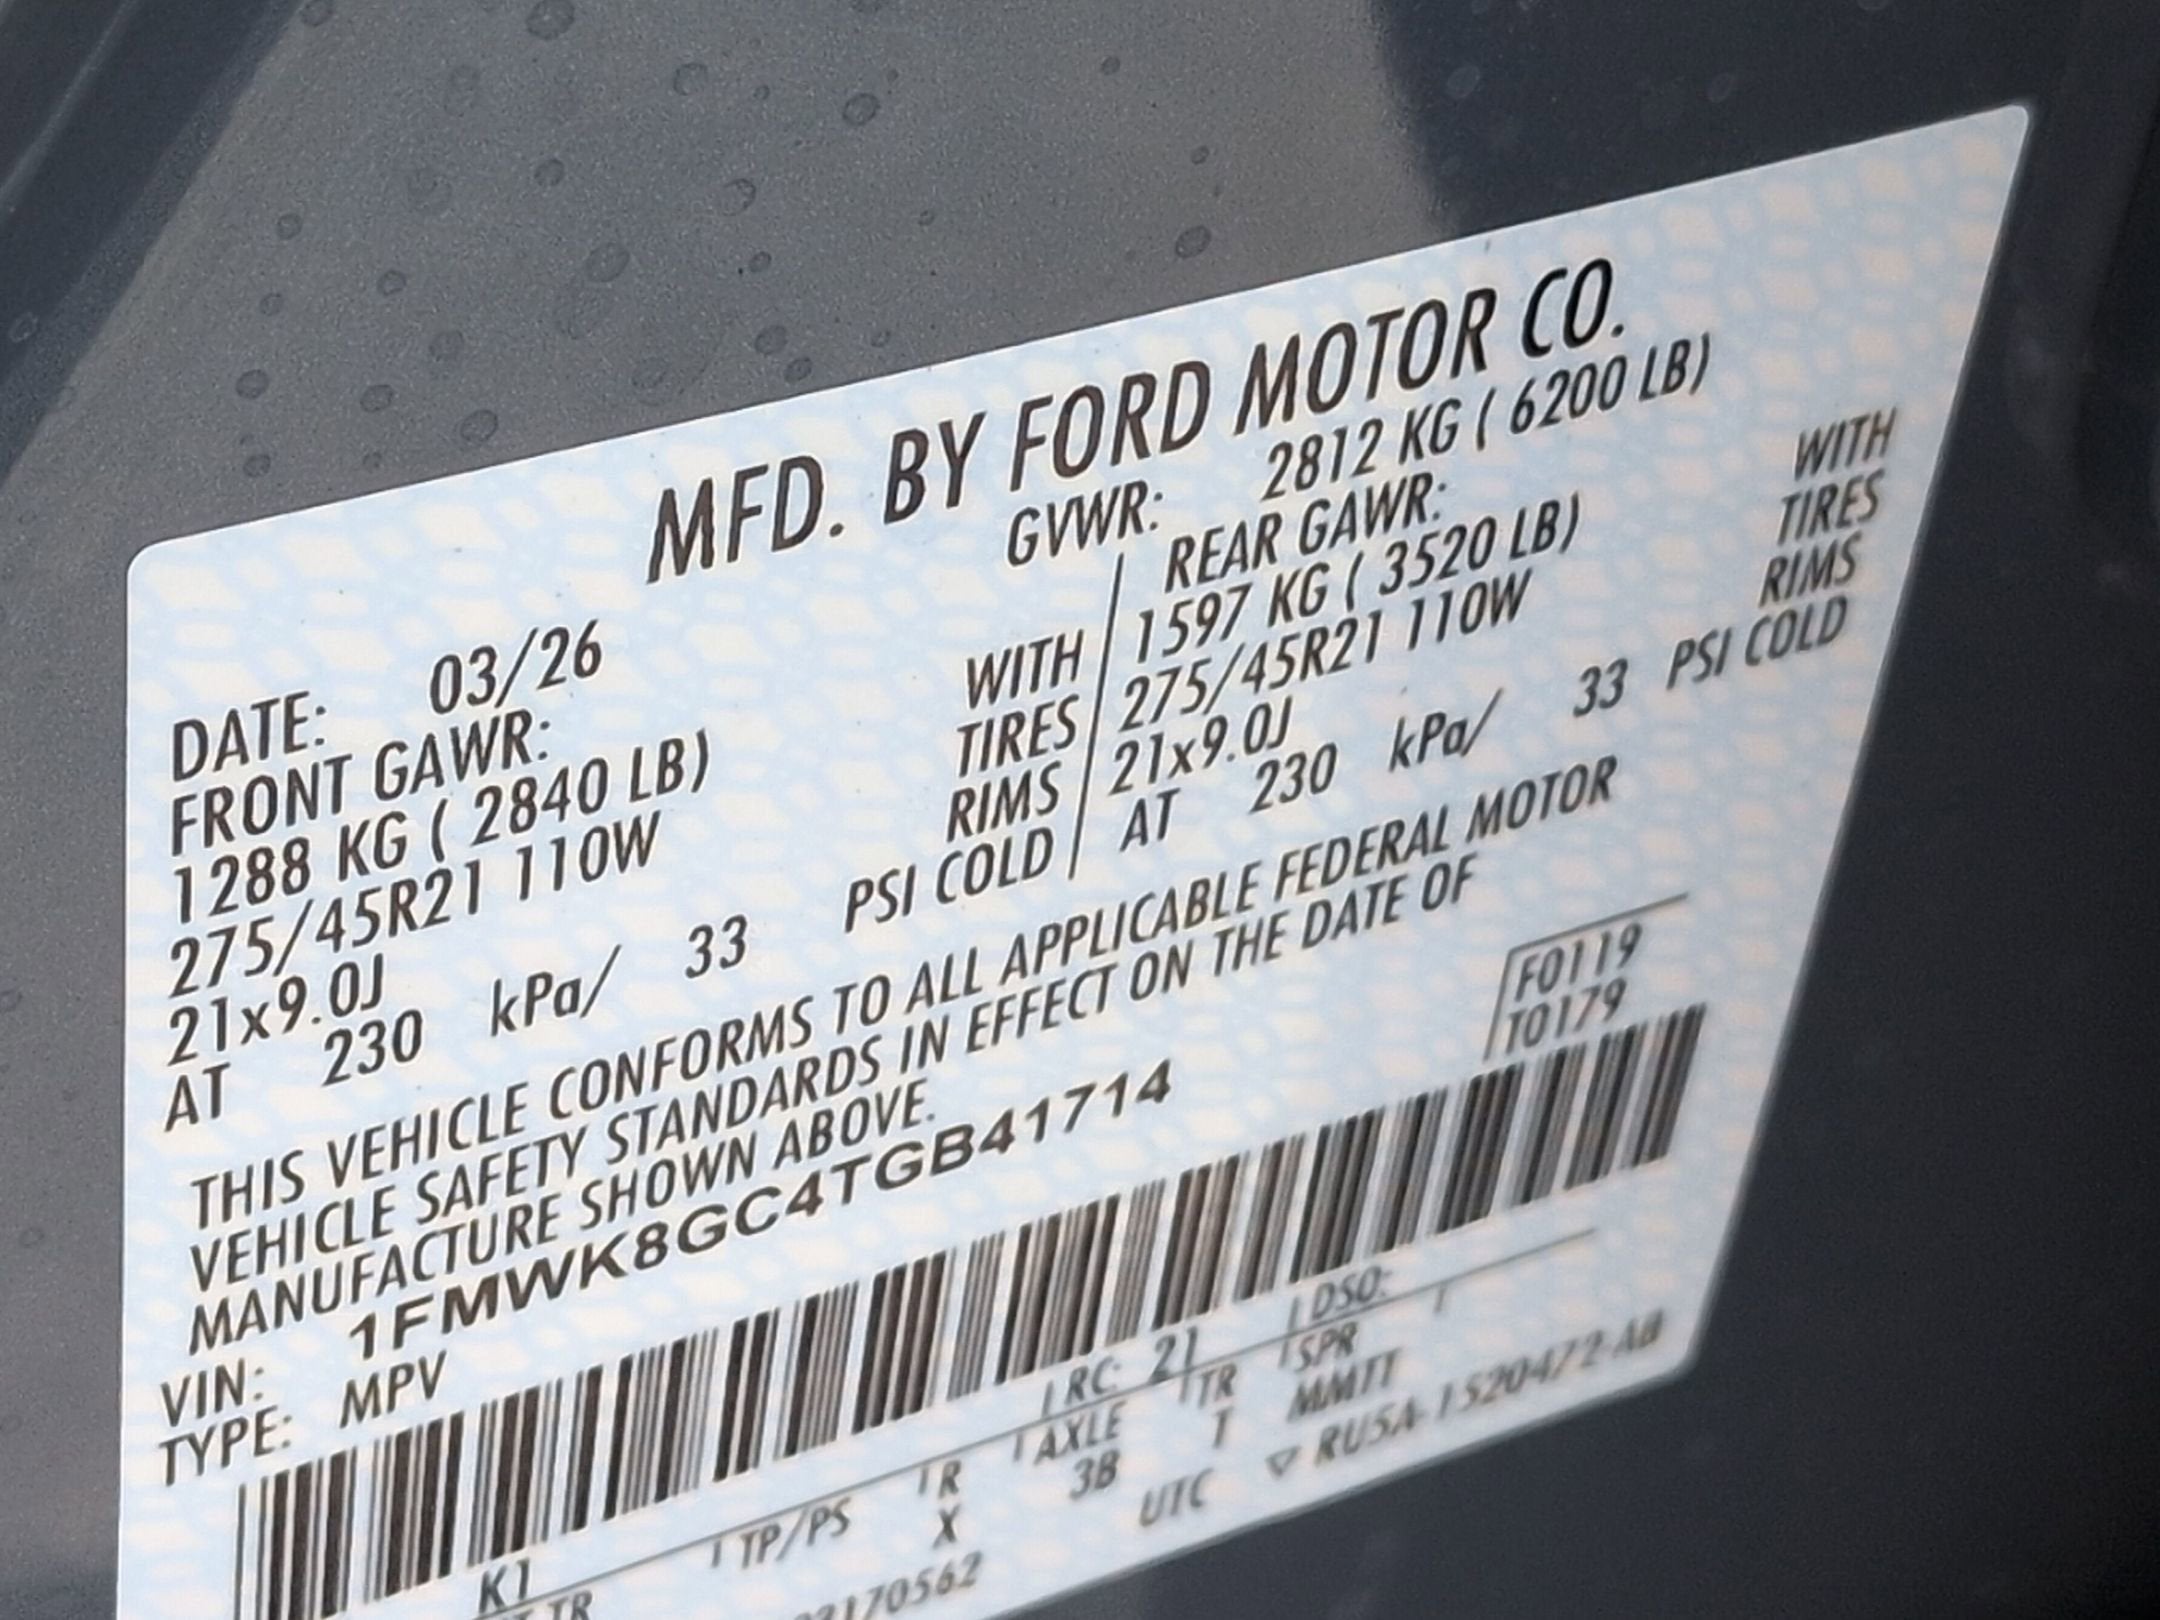 MFD. BY FORD MOTOR CO.
DATE: 03/26 GVWR: 2812 KG ( 6200 LB)
FRONT GAWR: REAR GAWR:
1288 KG ( 2840 LB) WITH 1597 KG ( 3520 LB) WITH
275/45R21 110W TIRES 275/45R21 110W TIRES
21x9.0J RIMS 21x9.0J RIMS
AT 230 kPa/ 33 PSI COLD AT 230 kPa/ 33 PSI COLD
THIS VEHICLE CONFORMS TO ALL APPLICABLE FEDERAL MOTOR
VEHICLE SAFETY STANDARDS IN EFFECT ON THE DATE OF
MANUFACTURE SHOWN ABOVE.
VIN: 1FMWK8GC4TGB41714 F0119
TYPE: MPV T0179
K1 RC: 21 DSO:
TR TP/PS R AXLE TR SPR
X 3B T MMTT
3170562 UTC ▽ RUSA-1520472-AB